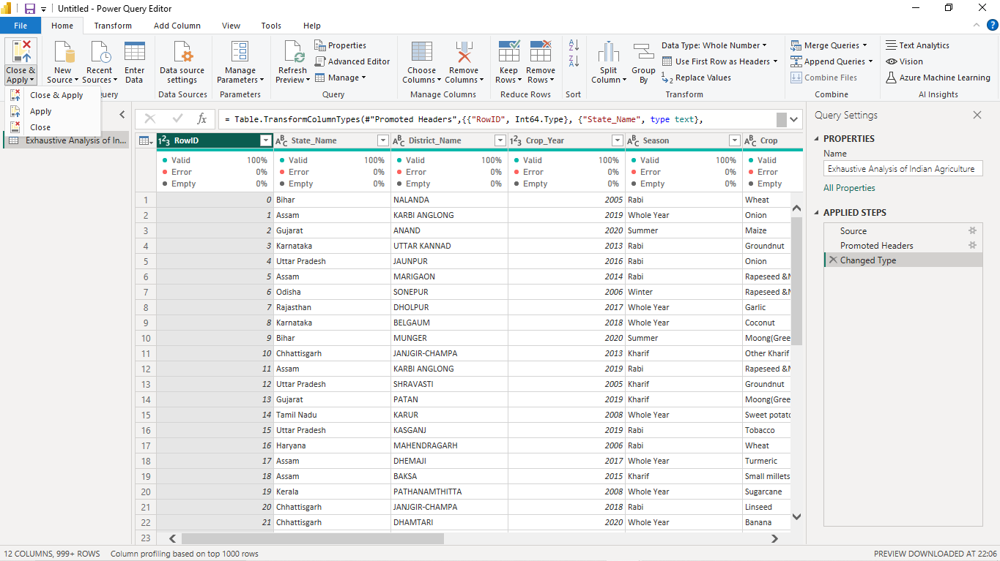 Untitled - Power Query Editor
File Home Transform Add Column View Tools Help
Close & Apply
New Source
Recent Sources
Enter Data
Data source settings
Manage Parameters
Refresh Preview
Properties
Advanced Editor
Manage
Choose Columns
Remove Columns
Keep Rows
Remove Rows
Split Column
Group By
Data Type: Whole Number
Use First Row as Headers
Replace Values
Merge Queries
Append Queries
Combine Files
Text Analytics
Vision
Azure Machine Learning
Query Data Sources Parameters Query Manage Columns Reduce Rows Sort Transform Combine AI Insights
Close & Apply
Apply
Close
Exhaustive Analysis of In...
fx = Table.TransformColumnTypes(#"Promoted Headers",{{"RowID", Int64.Type}, {"State_Name", type text},
123 RowID ABC State_Name ABC District_Name 123 Crop_Year ABC Season ABC Crop
Valid 100% Valid 100% Valid 100% Valid 100% Valid 100% Valid
Error 0% Error 0% Error 0% Error 0% Error 0% Error
Empty 0% Empty 0% Empty 0% Empty 0% Empty 0% Empty
1 0 Bihar NALANDA 2005 Rabi Wheat
2 1 Assam KARBI ANGLONG 2019 Whole Year Onion
3 2 Gujarat ANAND 2020 Summer Maize
4 3 Karnataka UTTAR KANNAD 2013 Rabi Groundnut
5 4 Uttar Pradesh JAUNPUR 2016 Rabi Onion
6 5 Assam MARIGAON 2014 Rabi Rapeseed &M
7 6 Odisha SONEPUR 2006 Winter Rapeseed &M
8 7 Rajasthan DHOLPUR 2017 Whole Year Garlic
9 8 Karnataka BELGAUM 2018 Whole Year Coconut
10 9 Bihar MUNGER 2020 Summer Moong(Gree
11 10 Chhattisgarh JANJGIR-CHAMPA 2013 Kharif Other Kharif
12 11 Assam KARBI ANGLONG 2019 Rabi Rapeseed &M
13 12 Uttar Pradesh SHRAVASTI 2005 Kharif Groundnut
14 13 Gujarat PATAN 2019 Kharif Moong(Gree
15 14 Tamil Nadu KARUR 2008 Whole Year Sweet potato
16 15 Uttar Pradesh KASGANJ 2019 Rabi Tobacco
17 16 Haryana MAHENDRAGARH 2006 Rabi Wheat
18 17 Assam DHEMAJI 2017 Whole Year Turmeric
19 18 Assam BAKSA 2015 Kharif Small millets
20 19 Kerala PATHANAMTHITTA 2008 Whole Year Sugarcane
21 20 Chhattisgarh JANJGIR-CHAMPA 2018 Rabi Linseed
22 21 Chhattisgarh DHAMTARI 2020 Whole Year Banana
23
Query Settings
PROPERTIES
Name
Exhaustive Analysis of Indian Agriculture
All Properties
APPLIED STEPS
Source
Promoted Headers
Changed Type
12 COLUMNS, 999+ ROWS Column profiling based on top 1000 rows PREVIEW DOWNLOADED AT 22:06